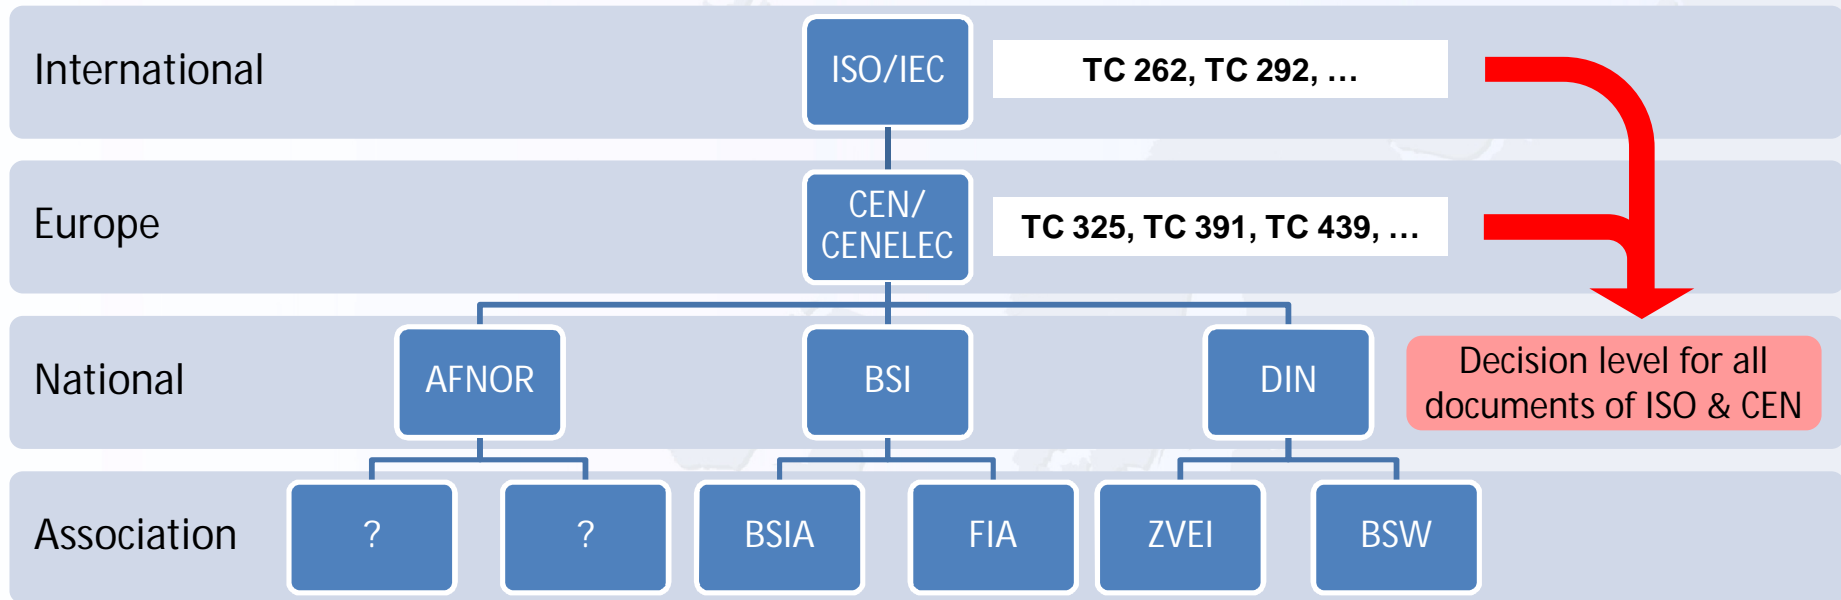 International
ISO/IEC
TC 262, TC 292, ...
Europe
CEN/
CENELEC
TC 325, TC 391, TC 439, ...
National
AFNOR
BSI
DIN
Decision level for all
documents of ISO & CEN
Association
?
?
BSIA
FIA
ZVEI
BSW